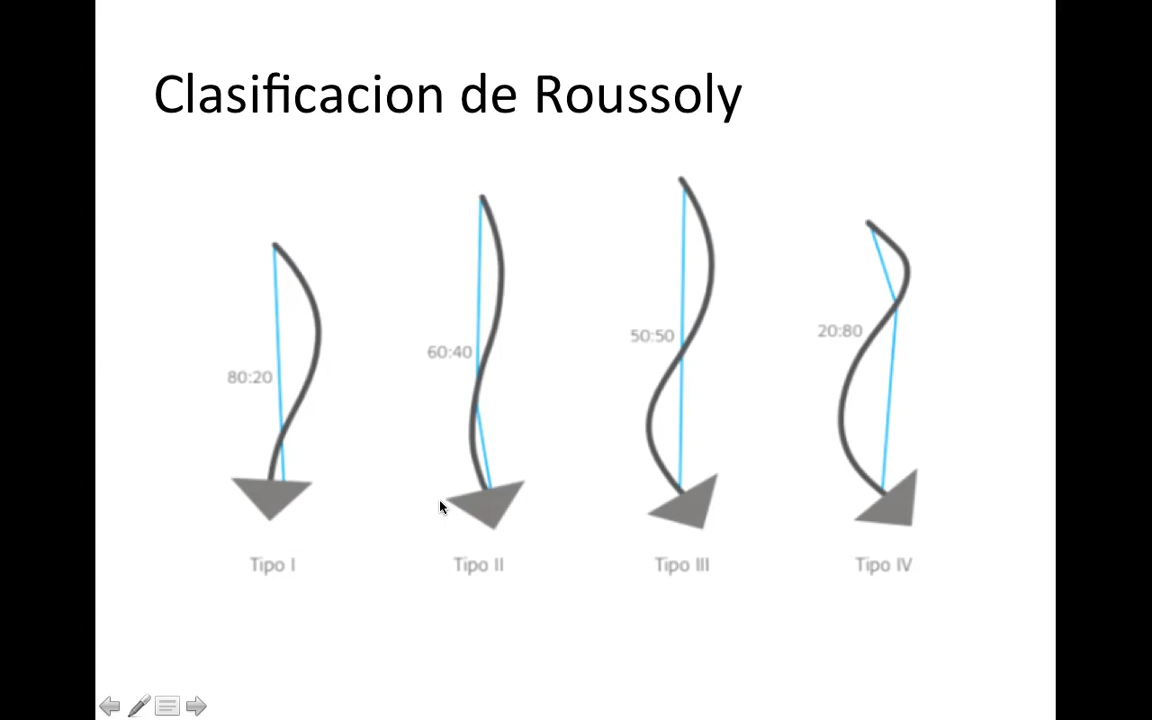 Clasificacion de Roussoly
80:20
60:40
50:50
20:80
Tipo I
Tipo II
Tipo III
Tipo IV